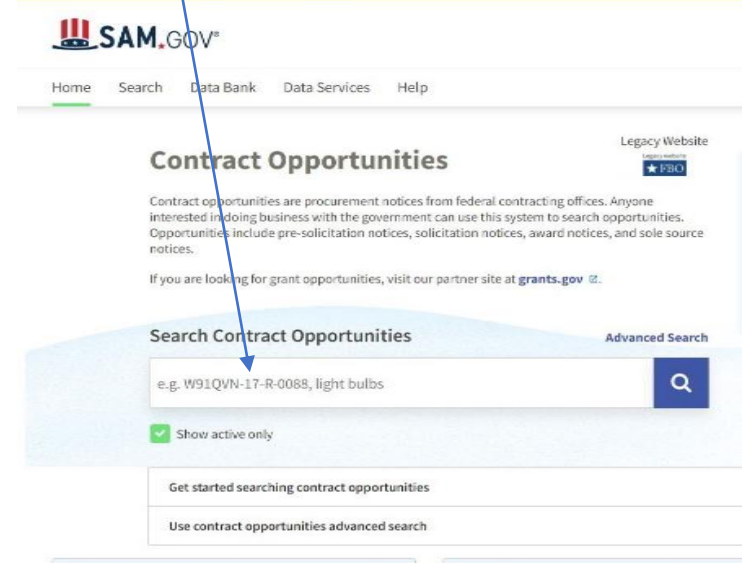 SAM.GOV®
Home Search Data Bank Data Services Help
Legacy Website
Legacy website
FBO
Contract Opportunities
Contract opportunities are procurement notices from federal contracting offices. Anyone
interested in doing business with the government can use this system to search opportunities.
Opportunities include pre-solicitation notices, solicitation notices, award notices, and sole source
notices.
If you are looking for grant opportunities, visit our partner site at grants.gov
Search Contract Opportunities
Advanced Search
e.g. W91QVN-17-R-0088, light bulbs
Show active only
Get started searching contract opportunities
Use contract opportunities advanced search